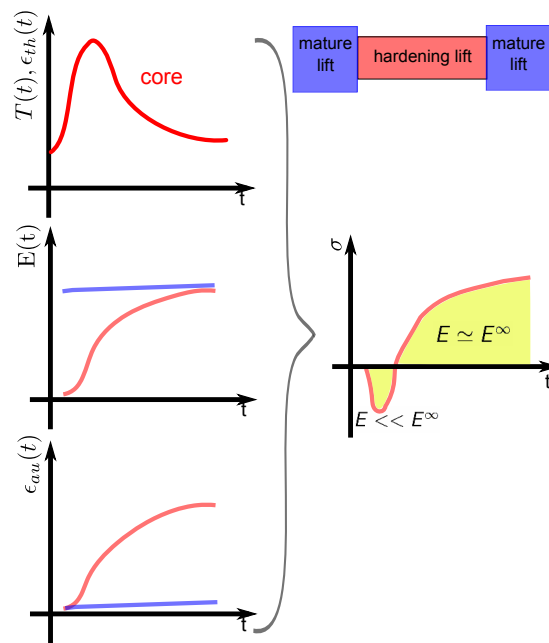 T(t), ϵ_th(t)
core
t
E(t)
t
ϵ_au(t)
t
mature lift
hardening lift
mature lift
σ
E ≃ E^∞
t
E << E^∞